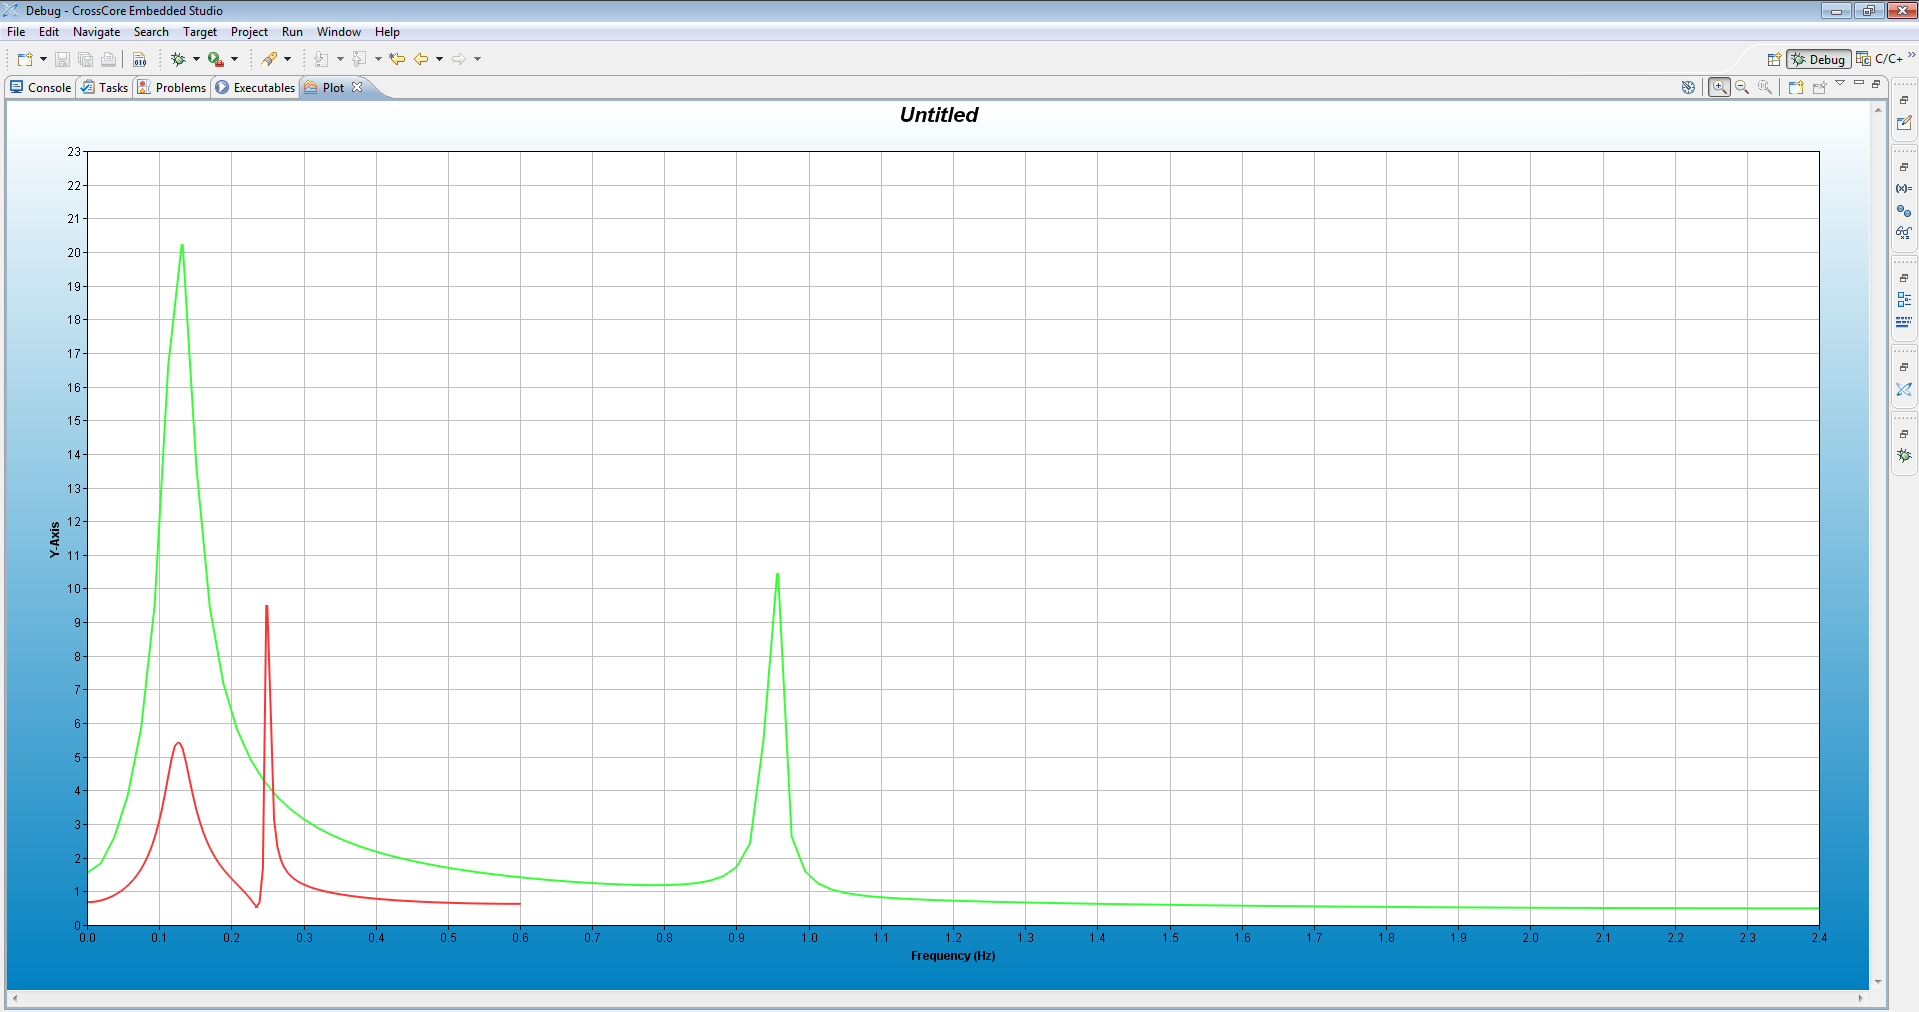 Debug - CrossCore Embedded Studio
File Edit Navigate Search Target Project Run Window Help
010
Debug C/C+ »
Console Tasks Problems Executables Plot
Untitled
23
22
21
20
19
18
17
16
15
14
13
12
11
10
9
8
7
6
5
4
3
2
1
0
Y-Axis
0.0 0.1 0.2 0.3 0.4 0.5 0.6 0.7 0.8 0.9 1.0 1.1 1.2 1.3 1.4 1.5 1.6 1.7 1.8 1.9 2.0 2.1 2.2 2.3 2.4
Frequency (Hz)
(x)=